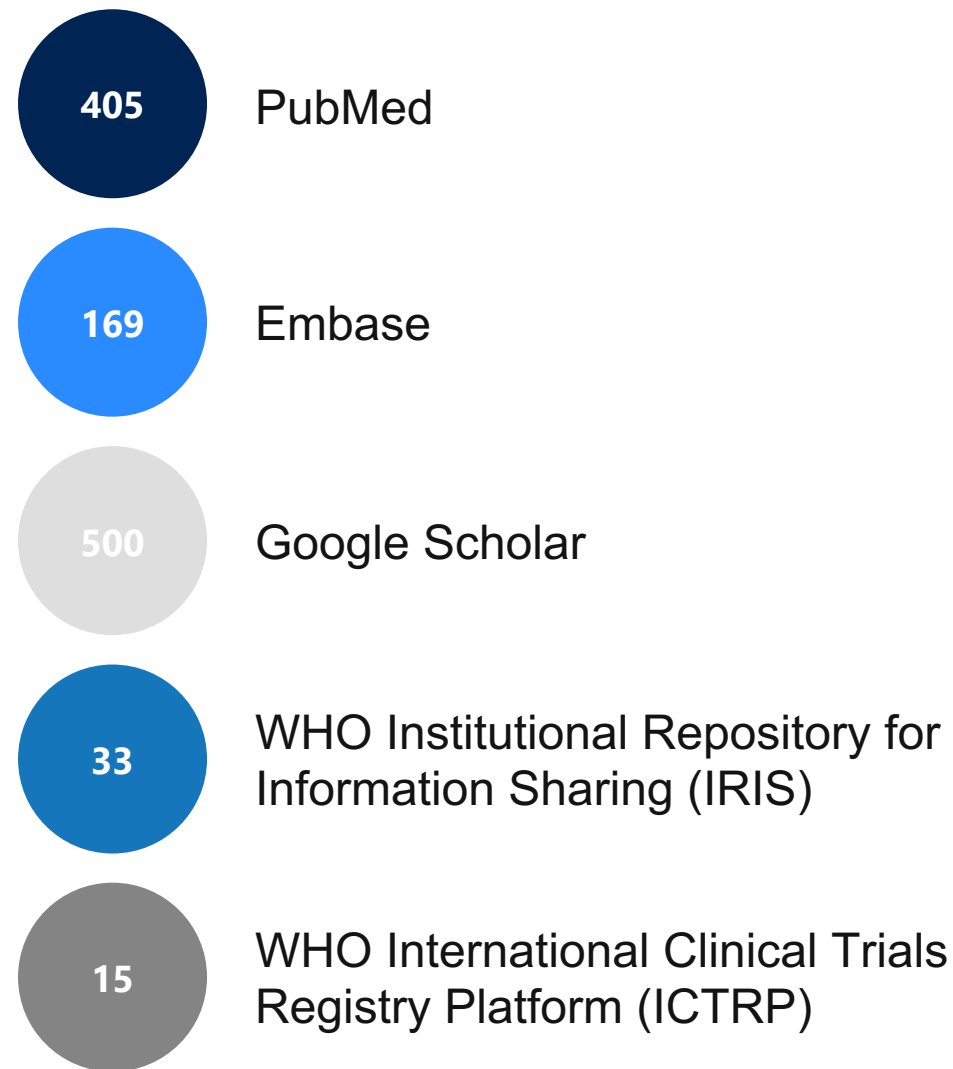 405
PubMed
169
Embase
500
Google Scholar
33
WHO Institutional Repository for
Information Sharing (IRIS)
15
WHO International Clinical Trials
Registry Platform (ICTRP)